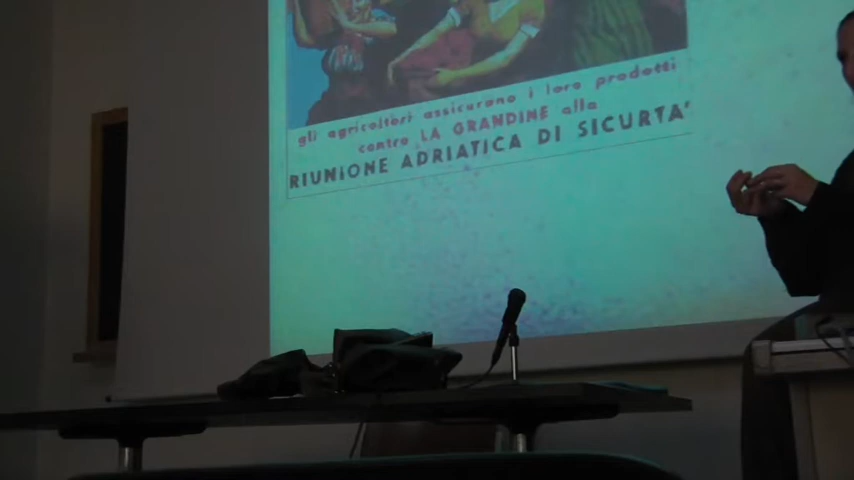 gli agricoltori assicurano i loro prodotti
contro LA GRANDINE alla
RIUNIONE ADRIATICA DI SICURTA'